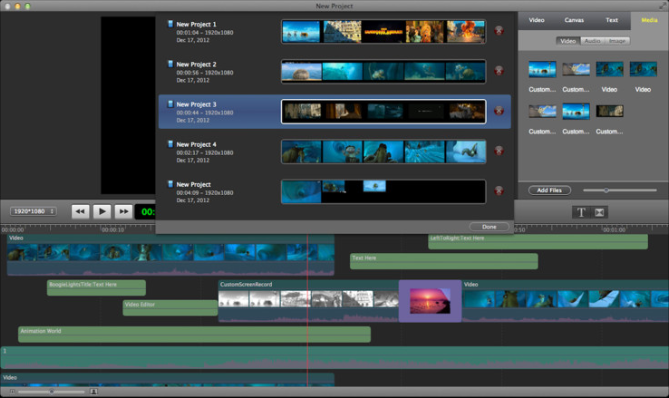 New Project
New Project 1
00:01:04 – 1920x1080
Dec 17, 2012
New Project 2
00:00:56 – 1920x1080
Dec 17, 2012
New Project 3
00:00:44 – 1920x1080
Dec 17, 2012
New Project 4
00:02:17 – 1920x1080
Dec 17, 2012
New Project
00:04:09 – 1920x1080
Dec 17, 2012
Done
Video Canvas Text Media
Video Audio Image
Custom... Custom... Video Video
Custom... Custom... Custom...
Add Files
1920*1080
00:
T
00:00:00 00:00:10 00:00:50 00:01:00
Video
LeftToRightText Here
Text Here
BoogieLightsTitle Text Here
CustomScreenRecord
Video
Video Editor
Animation World
1
Video